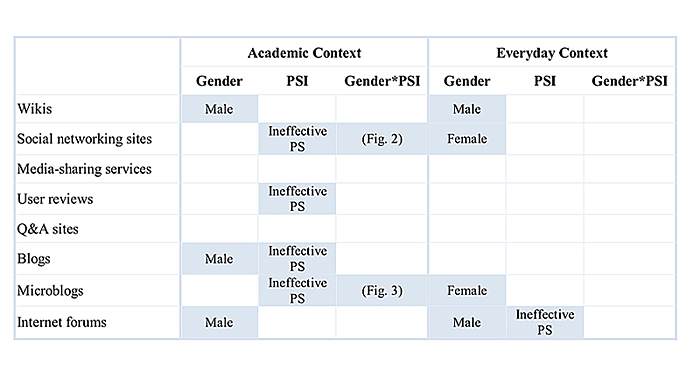 Academic Context Everyday Context
Gender PSI Gender*PSI Gender PSI Gender*PSI
Wikis Male Male
Social networking sites Ineffective PS (Fig. 2) Female
Media-sharing services
User reviews Ineffective PS
Q&A sites
Blogs Male Ineffective PS
Microblogs Ineffective PS (Fig. 3) Female
Internet forums Male Male Ineffective PS